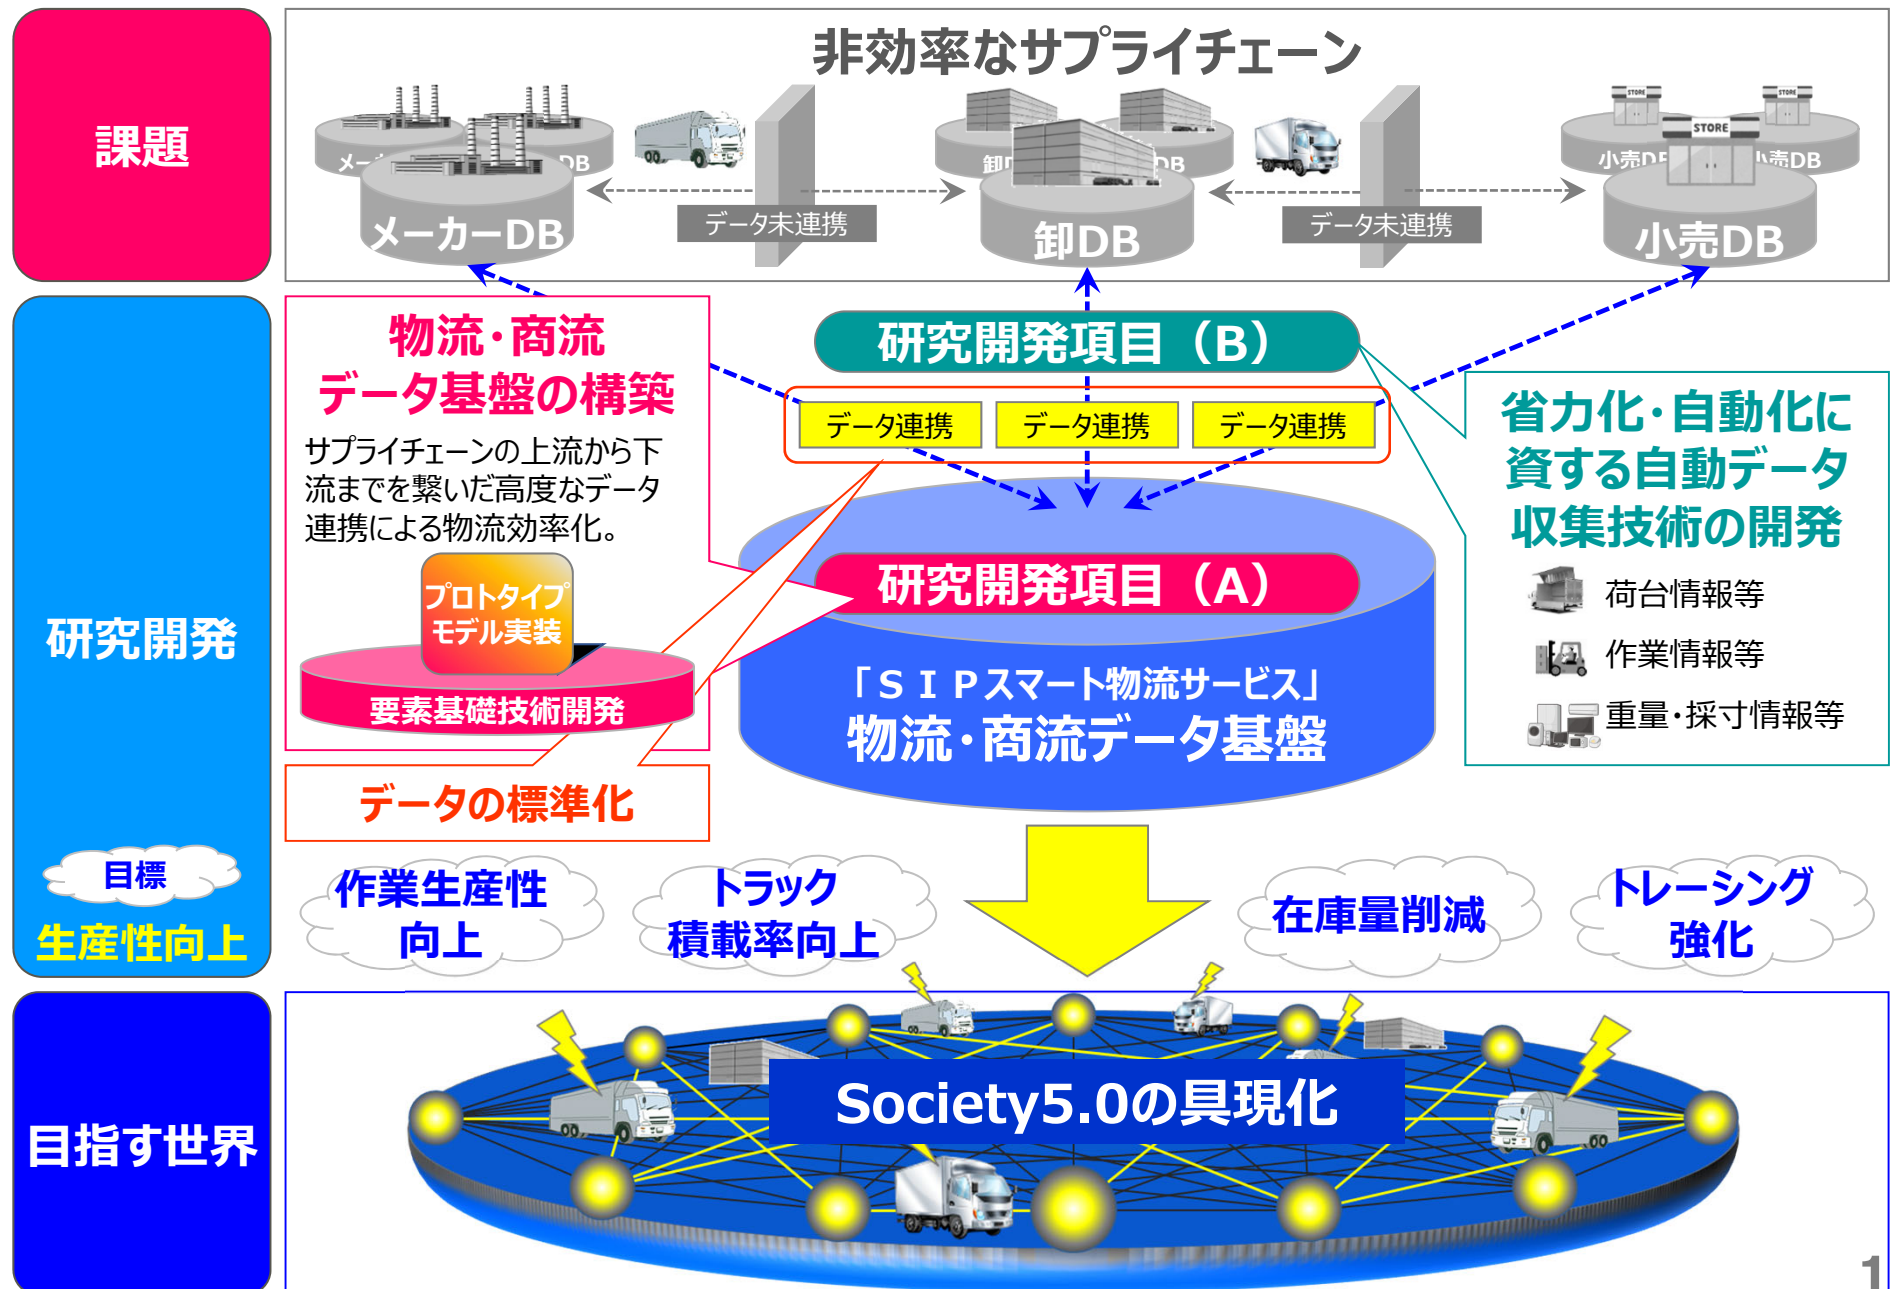 課題
非効率なサプライチェーン
STORE
STORE
STORE
DB
DB
小売DB
メーカーDB
卸DB
小売DB
データ未連携
データ未連携
研究開発
目標
生産性向上
物流・商流
データ基盤の構築
サプライチェーンの上流から下
流までを繋いだ高度なデータ
連携による物流効率化。
プロトタイプ
モデル実装
要素基礎技術開発
データの標準化
研究開発項目（B）
データ連携
データ連携
データ連携
研究開発項目（A）
「ＳＩＰスマート物流サービス」
物流・商流データ基盤
省力化・自動化に
資する自動データ
収集技術の開発
荷台情報等
作業情報等
重量・採寸情報等
作業生産性
向上
トラック
積載率向上
在庫量削減
トレーシング
強化
目指す世界
Society5.0の具現化
1